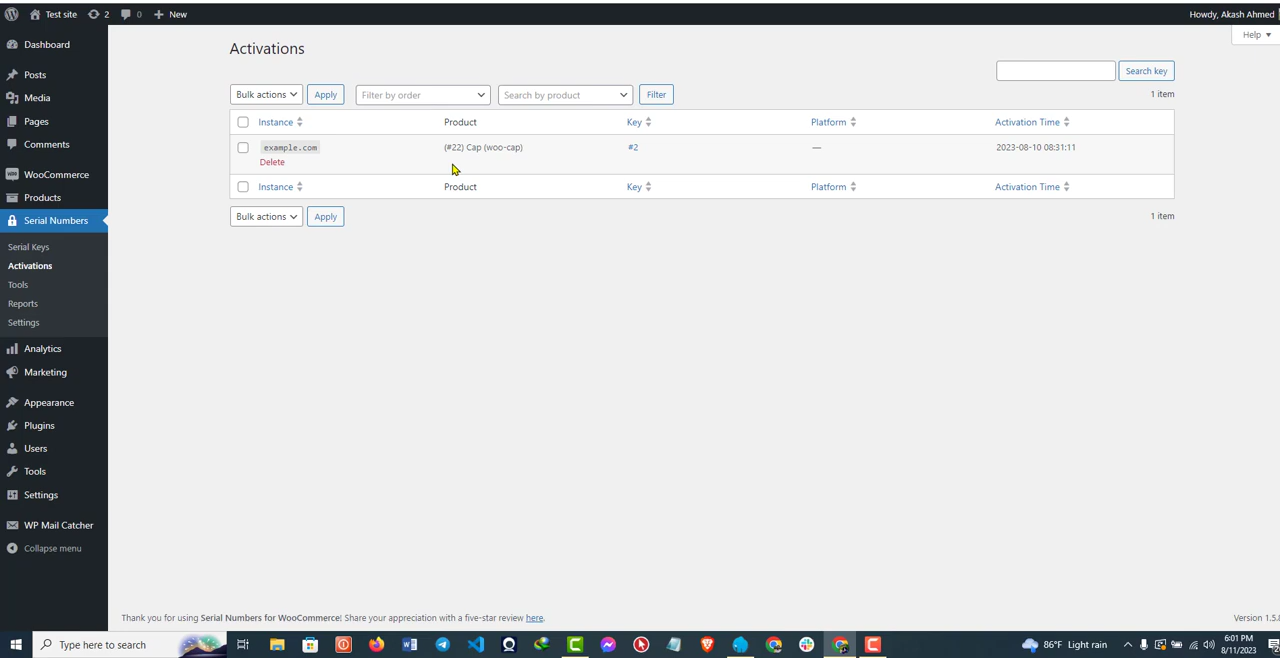 Test site
2
0
New
Howdy, Akash Ahmed
Help
Dashboard
Posts
Media
Pages
Comments
WooCommerce
Products
Serial Numbers
Serial Keys
Activations
Tools
Reports
Settings
Analytics
Marketing
Appearance
Plugins
Users
Tools
Settings
WP Mail Catcher
Collapse menu
Activations
Search key
Bulk actions Apply Filter by order Search by product Filter
1 item
Instance Product Key Platform Activation Time
example.com (#22) Cap (woo-cap) #2 — 2023-08-10 08:31:11
Delete
Instance Product Key Platform Activation Time
Bulk actions Apply
1 item
Thank you for using Serial Numbers for WooCommerce! Share your appreciation with a five-star review here.
Version 1.5.
Type here to search
86°F Light rain
6:01 PM
8/11/2023